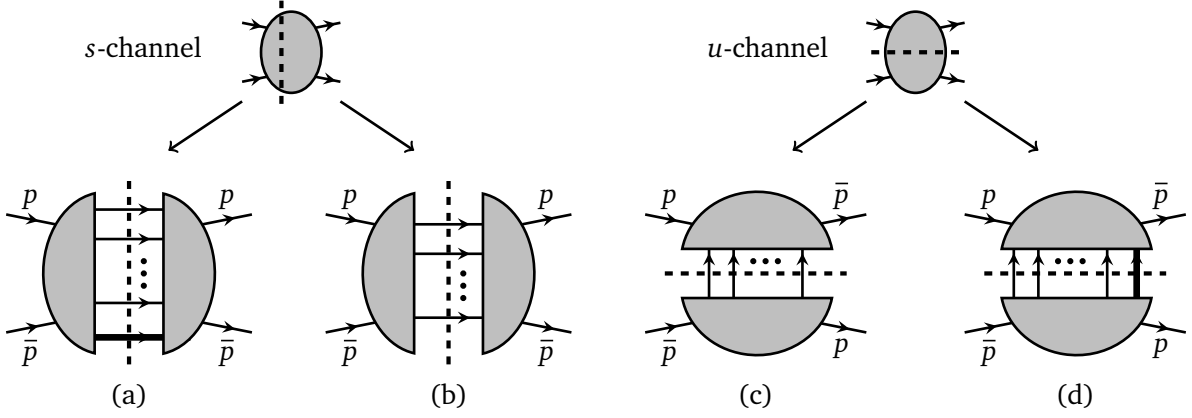 s-channel
u-channel
p p p p p p̄ p p̄
p̄ p̄ p̄ p̄ p̄ p p̄ p
(a) (b) (c) (d)